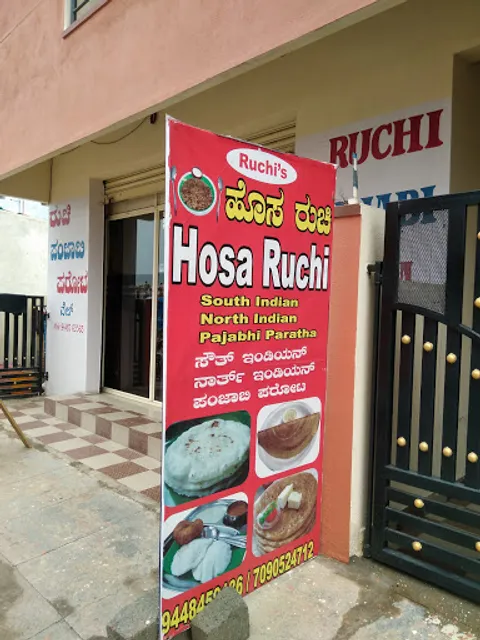 Ruchi's
ಹೊಸ ರುಚಿ
Hosa Ruchi
South Indian
North Indian
Pajabhi Paratha
ಸೌತ್ ಇಂಡಿಯನ್
ನಾರ್ತ್ ಇಂಡಿಯನ್
ಪಂಜಾಬಿ ಪರೋಟ
/ 7090524712
RUCHI
ರುಚಿ
ಪಂಜಾಬಿ
ಪರೋಟ